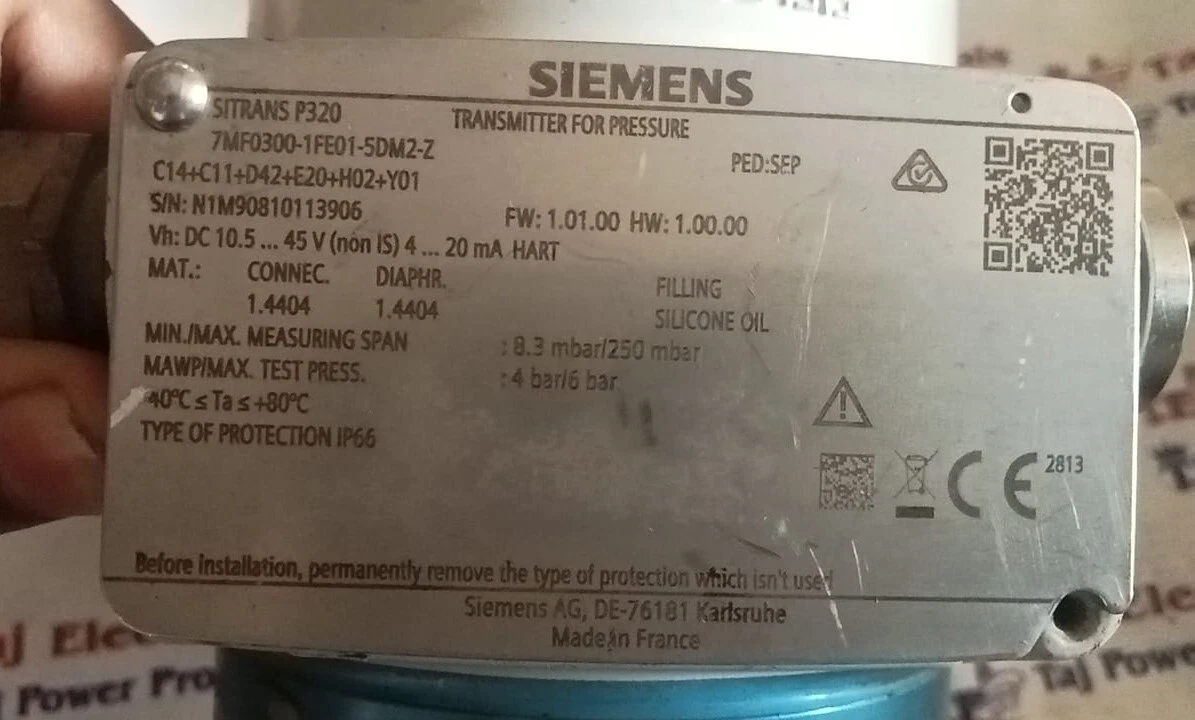 SIEMENS
SITRANS P320
TRANSMITTER FOR PRESSURE
7MF0300-1FE01-5DM2-Z
PED:SEP
C14+C11+D42+E20+H02+Y01
S/N: N1M90810113906
FW: 1.01.00 HW: 1.00.00
Vh: DC 10.5 ... 45 V (non IS) 4 ... 20 mA HART
MAT.: CONNEC. DIAPHR. FILLING
1.4404 1.4404 SILICONE OIL
MIN./MAX. MEASURING SPAN : 8.3 mbar/250 mbar
MAWP/MAX. TEST PRESS. : 4 bar/6 bar
40°C ≤ Ta ≤ +80°C
TYPE OF PROTECTION IP66
CE 2813
Before installation, permanently remove the type of protection which isn't used
Siemens AG, DE-76181 Karlsruhe
Made in France
Power Pro
Taj Powe